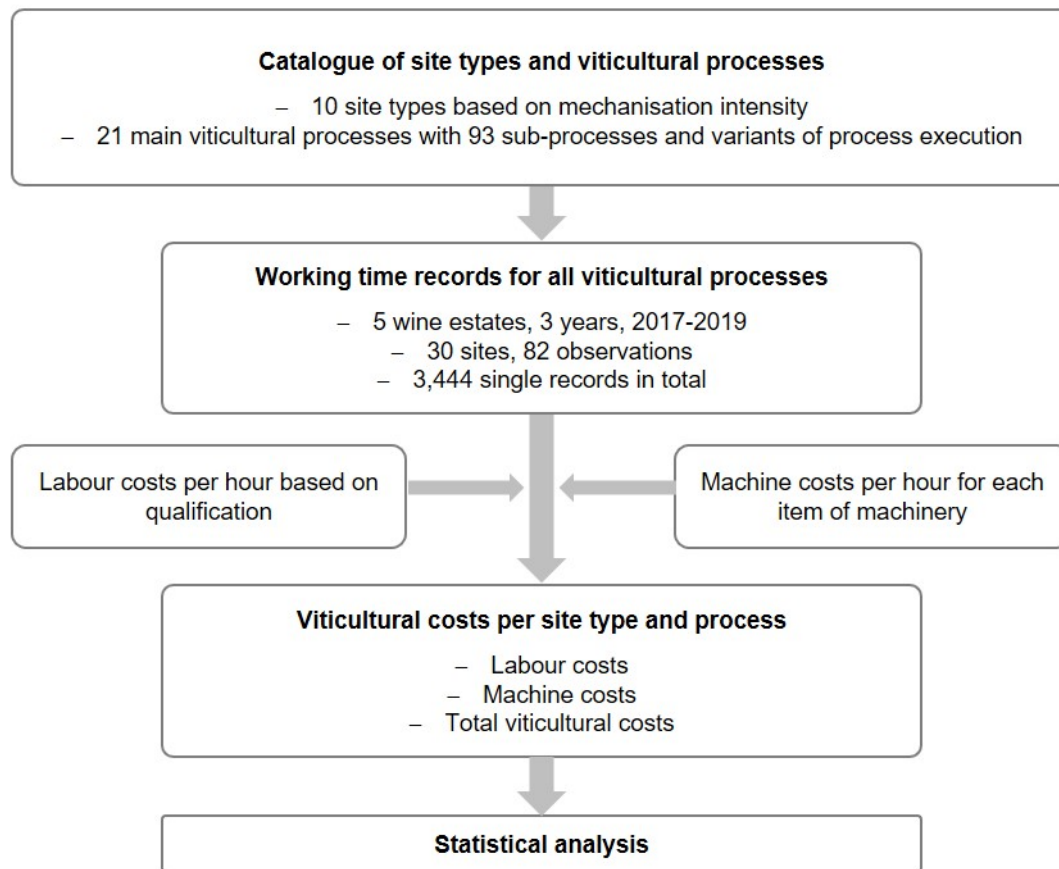 Catalogue of site types and viticultural processes
– 10 site types based on mechanisation intensity
– 21 main viticultural processes with 93 sub-processes and variants of process execution
Working time records for all viticultural processes
– 5 wine estates, 3 years, 2017-2019
– 30 sites, 82 observations
– 3,444 single records in total
Labour costs per hour based on
qualification
Machine costs per hour for each
item of machinery
Viticultural costs per site type and process
– Labour costs
– Machine costs
– Total viticultural costs
Statistical analysis